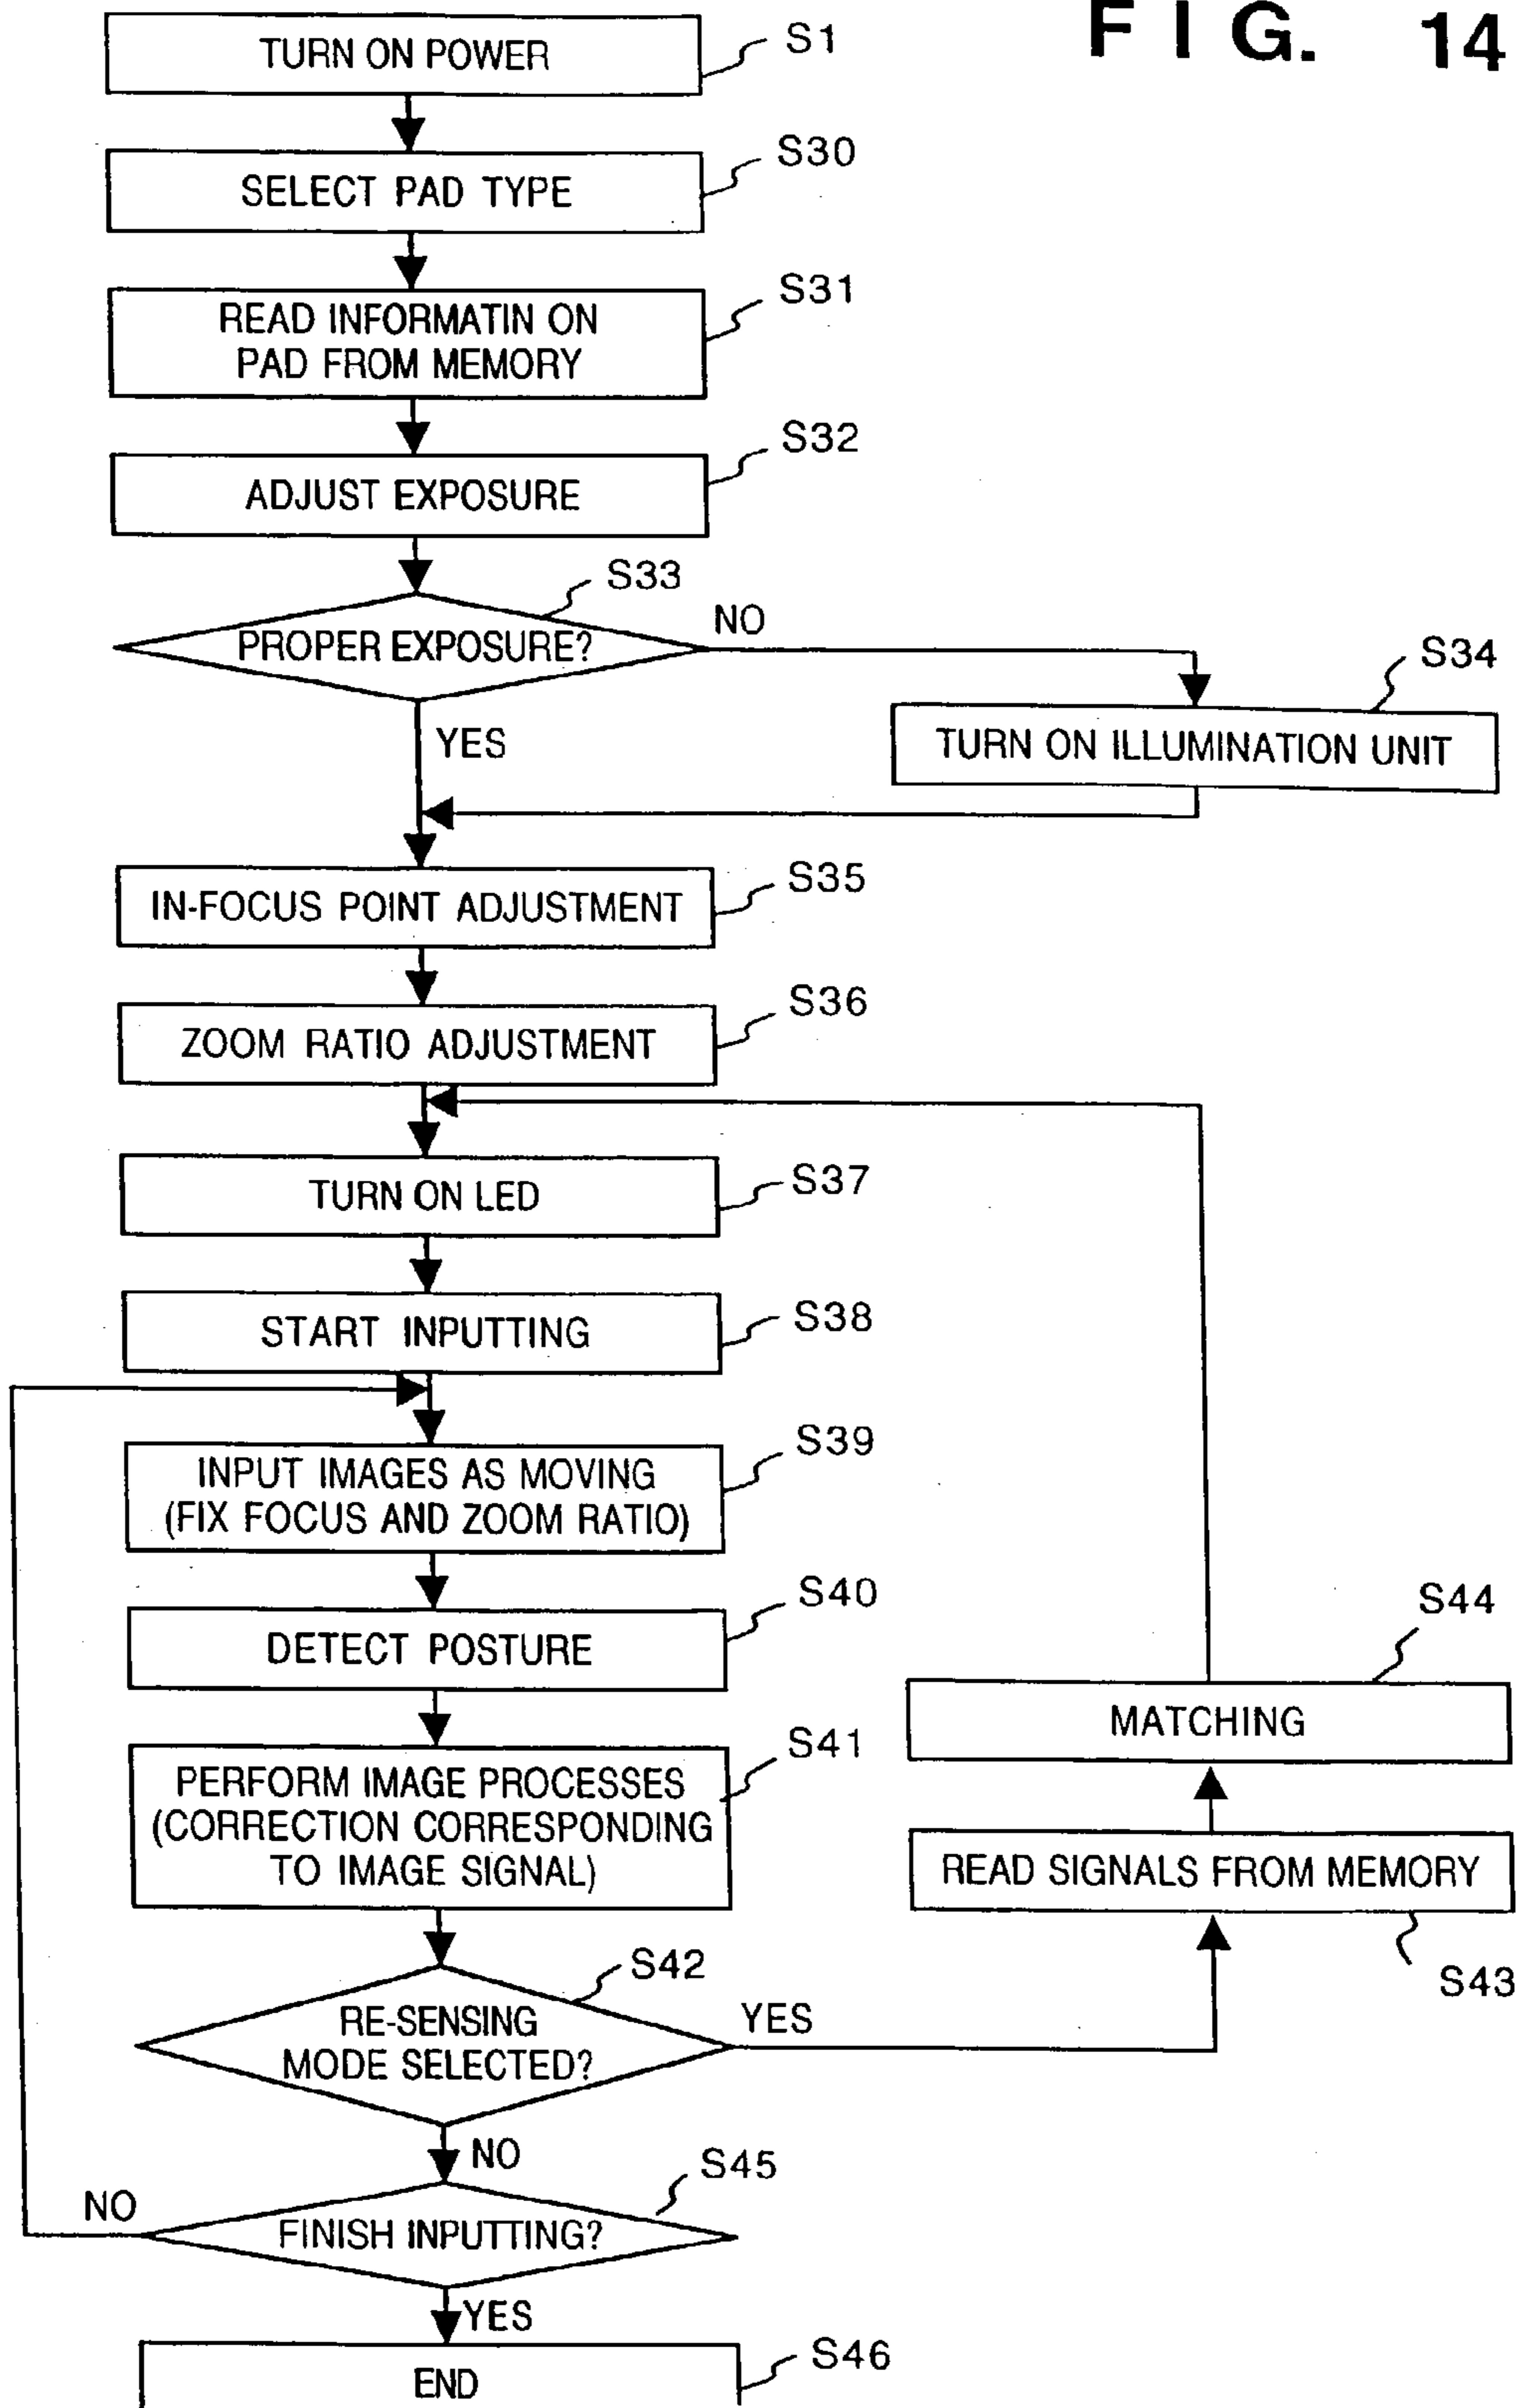 FIG. 14
TURN ON POWER
S1
SELECT PAD TYPE
S30
READ INFORMATIN ON
PAD FROM MEMORY
S31
ADJUST EXPOSURE
S32
PROPER EXPOSURE?
S33
NO
YES
TURN ON ILLUMINATION UNIT
S34
IN-FOCUS POINT ADJUSTMENT
S35
ZOOM RATIO ADJUSTMENT
S36
TURN ON LED
S37
START INPUTTING
S38
INPUT IMAGES AS MOVING
(FIX FOCUS AND ZOOM RATIO)
S39
DETECT POSTURE
S40
PERFORM IMAGE PROCESSES
(CORRECTION CORRESPONDING
TO IMAGE SIGNAL)
S41
RE-SENSING
MODE SELECTED?
S42
YES
NO
READ SIGNALS FROM MEMORY
S43
MATCHING
S44
FINISH INPUTTING?
S45
NO
YES
END
S46